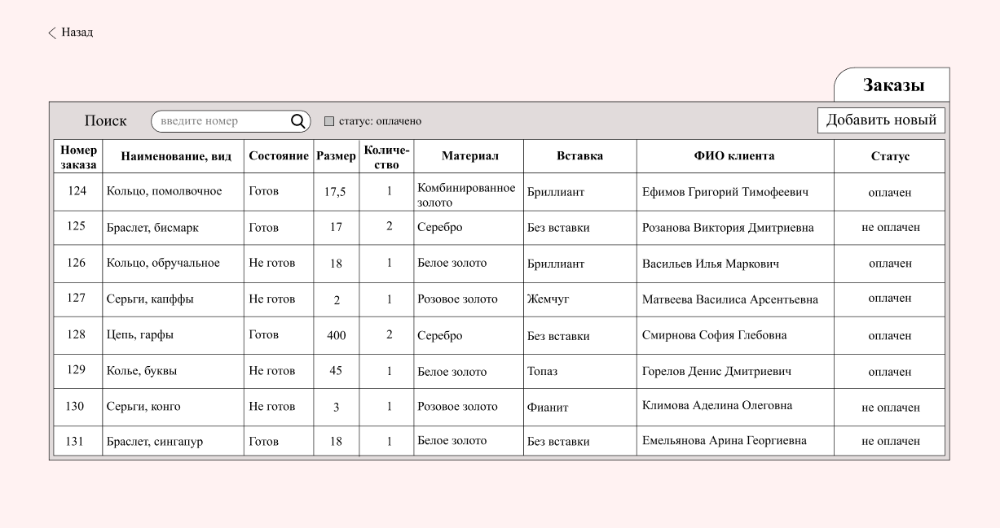 Назад
Заказы
Поиск введите номер статус: оплачено Добавить новый
Номер заказа Наименование, вид Состояние Размер Количе-ство Материал Вставка ФИО клиента Статус
124 Кольцо, помолвочное Готов 17,5 1 Комбинированное золото Бриллиант Ефимов Григорий Тимофеевич оплачен
125 Браслет, бисмарк Готов 17 2 Серебро Без вставки Розанова Виктория Дмитриевна не оплачен
126 Кольцо, обручальное Не готов 18 1 Белое золото Бриллиант Васильев Илья Маркович оплачен
127 Серьги, капффы Не готов 2 1 Розовое золото Жемчуг Матвеева Василиса Арсентьевна оплачен
128 Цепь, гарфы Готов 400 2 Серебро Без вставки Смирнова София Глебовна оплачен
129 Колье, буквы Не готов 45 1 Белое золото Топаз Горелов Денис Дмитриевич оплачен
130 Серьги, конго Не готов 3 1 Розовое золото Фианит Климова Аделина Олеговна не оплачен
131 Браслет, сингапур Готов 18 1 Белое золото Без вставки Емельянова Арина Георгиевна не оплачен